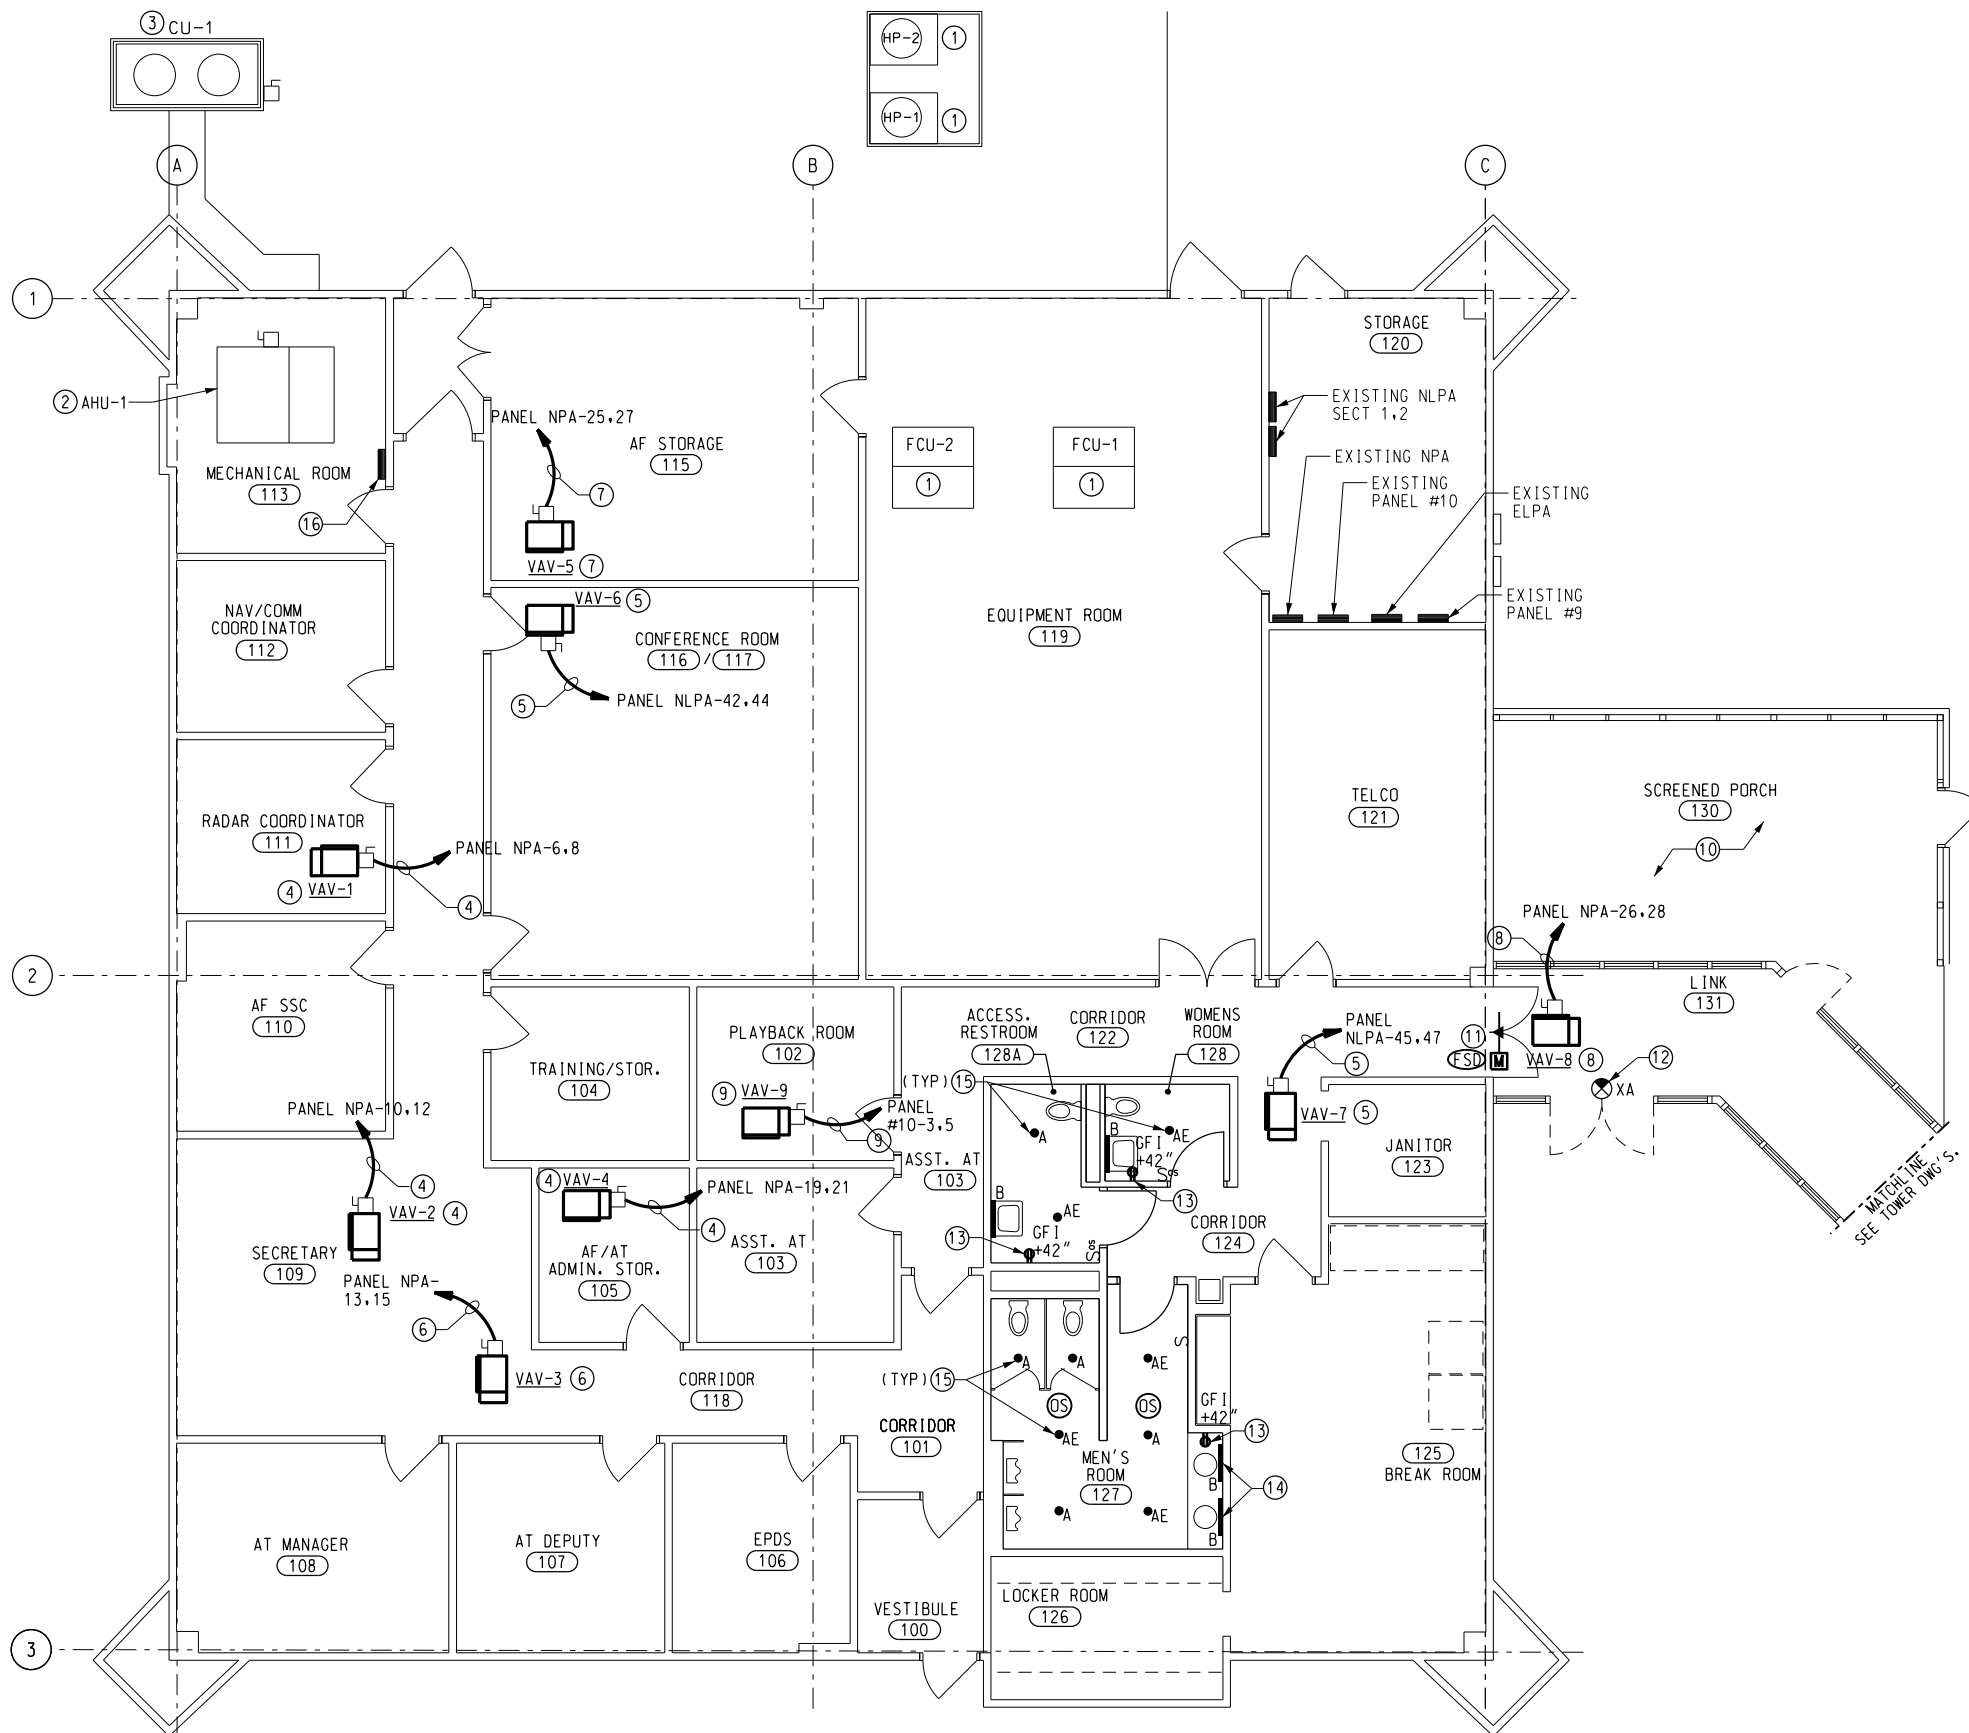 3 CU-1
HP-2 1
HP-1 1
A
B
C
1
STORAGE
120
2 AHU-1
EXISTING NLPA
SECT 1,2
PANEL NPA-25,27
AF STORAGE
115
FCU-2
1
FCU-1
1
EXISTING NPA
EXISTING
PANEL #10
EXISTING
ELPA
MECHANICAL ROOM
113
16
7
VAV-5 7
VAV-6 5
EXISTING
PANEL #9
NAV/COMM
COORDINATOR
112
CONFERENCE ROOM
116 / 117
EQUIPMENT ROOM
119
5
PANEL NLPA-42,44
TELCO
121
SCREENED PORCH
130
10
RADAR COORDINATOR
111
PANEL NPA-6,8
4 VAV-1
4
PANEL NPA-26,28
8
2
LINK
131
AF SSC
110
PLAYBACK ROOM
102
ACCESS.
RESTROOM
128A
CORRIDOR
122
WOMENS
ROOM
128
PANEL
NLPA-45,47
5
11
FSD M
VAV-8 8
12
XA
TRAINING/STOR.
104
9 VAV-9
PANEL
#10-3,5
9
(TYP) 15
A
AE
B
GFI
+42"
Sos
13
VAV-7 5
JANITOR
123
PANEL NPA-10,12
4
VAV-2 4
4 VAV-4
PANEL NPA-19,21
4
ASST. AT
103
B
AE
GFI
+42"
Sos
13
CORRIDOR
124
MATCHLINE
SEE TOWER DWG'S.
SECRETARY
109
PANEL NPA-
13,15
6
AF/AT
ADMIN. STOR.
105
ASST. AT
103
VAV-3 6
CORRIDOR
118
(TYP) 15
A
A
AE
S
OS
OS
GFI
+42"
13
CORRIDOR
101
AE
A
MEN'S
ROOM
127
B
14
125
BREAK ROOM
A
AE
B
AT MANAGER
108
AT DEPUTY
107
EPDS
106
VESTIBULE
100
LOCKER ROOM
126
3